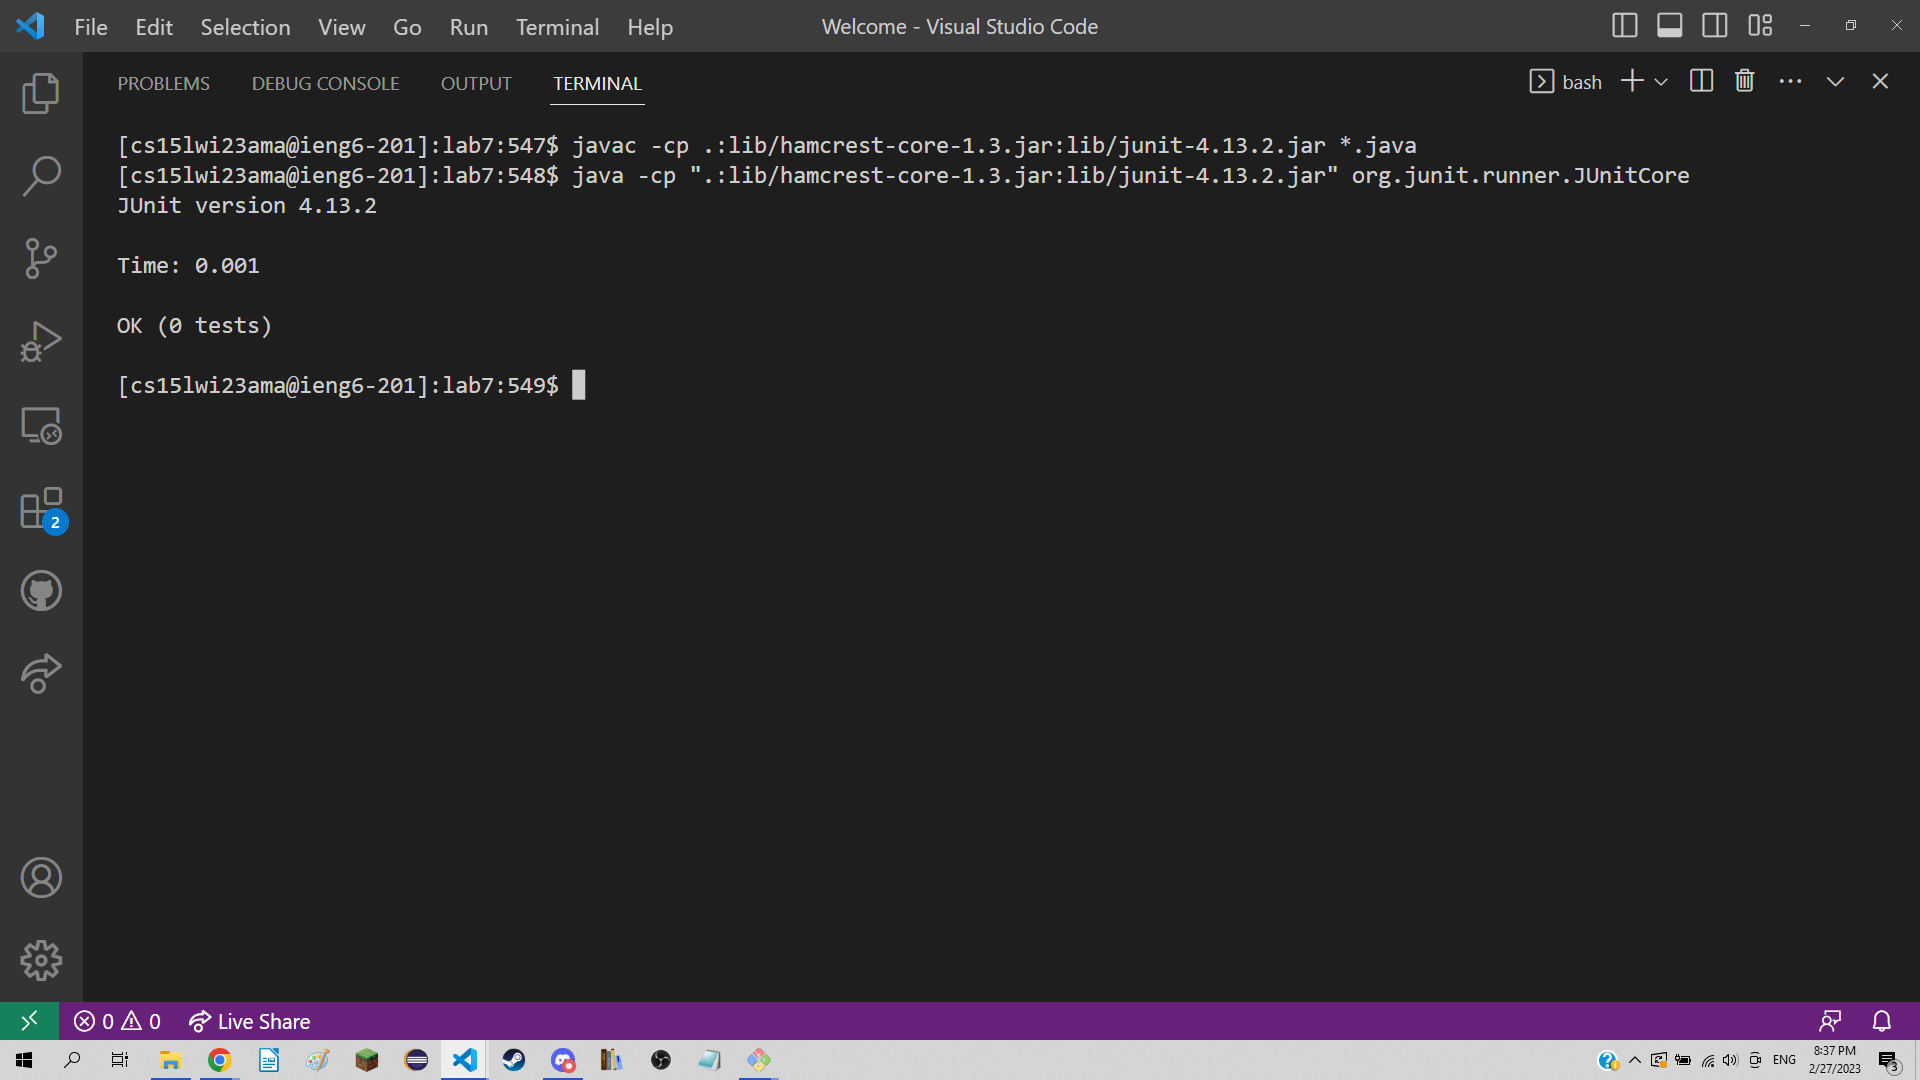 File Edit Selection View Go Run Terminal Help
Welcome - Visual Studio Code
PROBLEMS DEBUG CONSOLE OUTPUT TERMINAL
bash
[cs15lwi23ama@ieng6-201]:lab7:547$ javac -cp .:lib/hamcrest-core-1.3.jar:lib/junit-4.13.2.jar *.java
[cs15lwi23ama@ieng6-201]:lab7:548$ java -cp ".:lib/hamcrest-core-1.3.jar:lib/junit-4.13.2.jar" org.junit.runner.JUnitCore
JUnit version 4.13.2
Time: 0.001
OK (0 tests)
[cs15lwi23ama@ieng6-201]:lab7:549$
2
0 0 Live Share
ENG
8:37 PM
2/27/2023
3